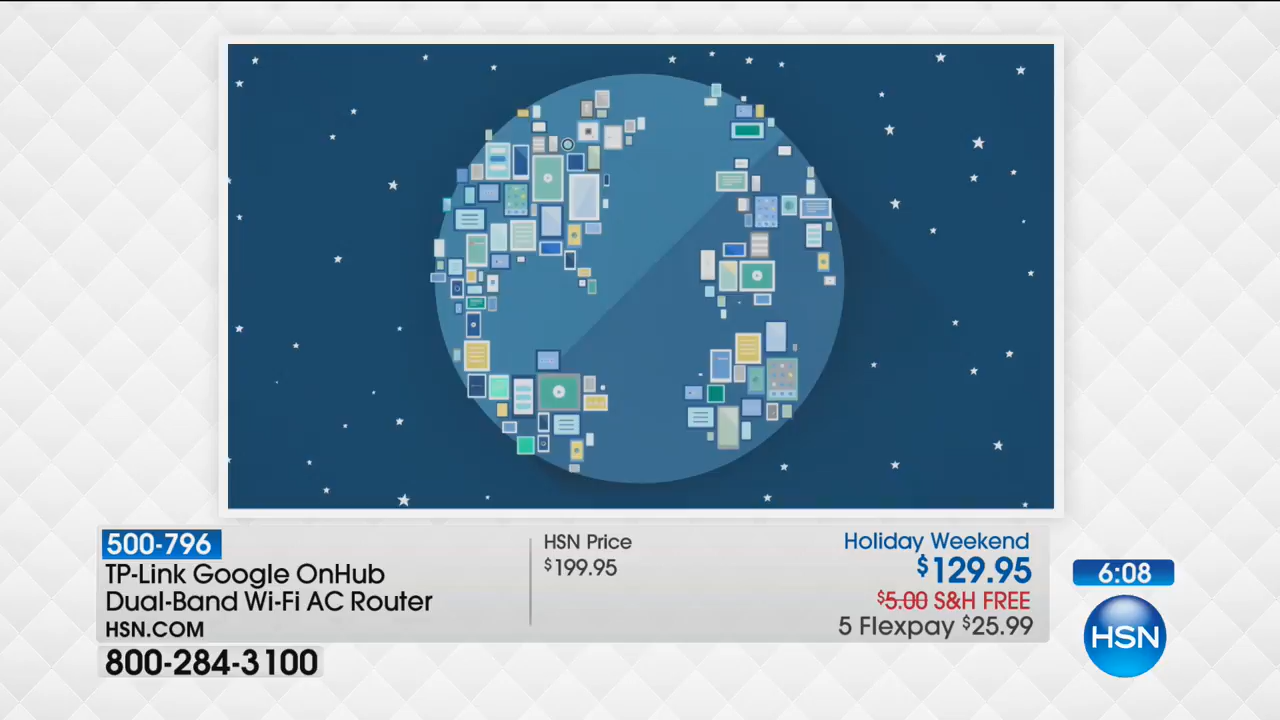 500-796
TP-Link Google OnHub
Dual-Band Wi-Fi AC Router
HSN.COM
800-284-3100
HSN Price
$199.95
Holiday Weekend
$129.95
$5.00 S&H FREE
5 Flexpay $25.99
6:08
HSN